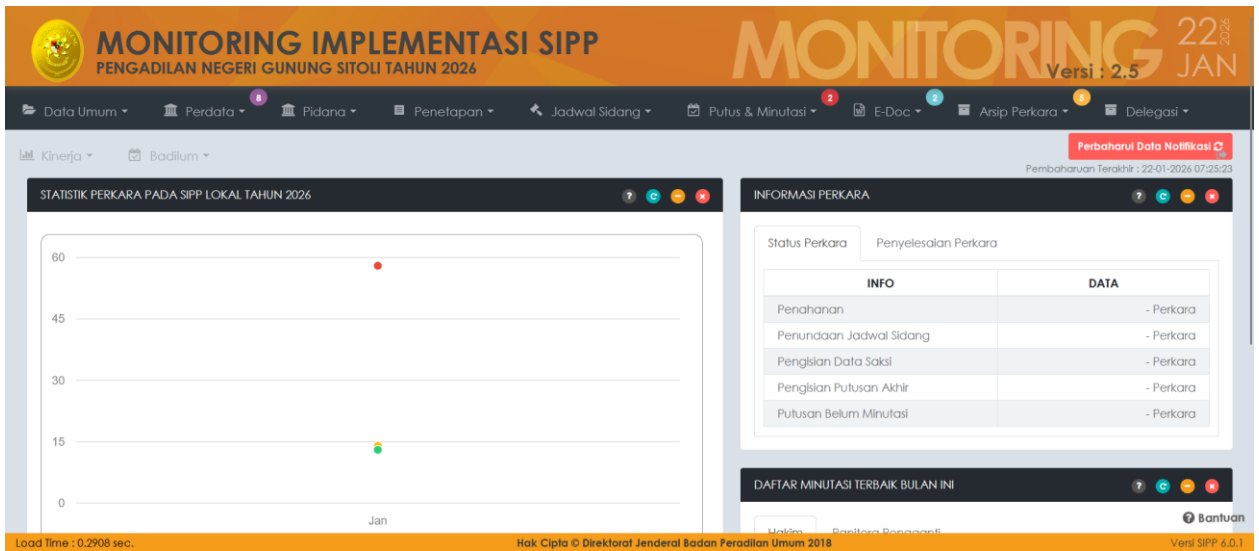 MONITORING IMPLEMENTASI SIPP
PENGADILAN NEGERI GUNUNG SITOLI TAHUN 2026
MONITORING
Versi : 2.5
22 2026
JAN
Data Umum
Perdata 8
Pidana
Penetapan
Jadwal Sidang
Putus & Minutasi 2
E-Doc 2
Arsip Perkara 5
Delegasi
Kinerja
Badilum
Perbaharui Data Notifikasi
Pembaharuan Terakhir : 22-01-2026 07:25:23
STATISTIK PERKARA PADA SIPP LOKAL TAHUN 2026
60
45
30
15
0
Jan
INFORMASI PERKARA
Status Perkara Penyelesaian Perkara
INFO DATA
Penahanan - Perkara
Penundaan Jadwal Sidang - Perkara
Pengisian Data Saksi - Perkara
Pengisian Putusan Akhir - Perkara
Putusan Belum Minutasi - Perkara
DAFTAR MINUTASI TERBAIK BULAN INI
Hakim Panitera Pengganti
Bantuan
Load Time : 0.2908 sec.
Hak Cipta © Direktorat Jenderal Badan Peradilan Umum 2018
Versi SIPP 6.0.1